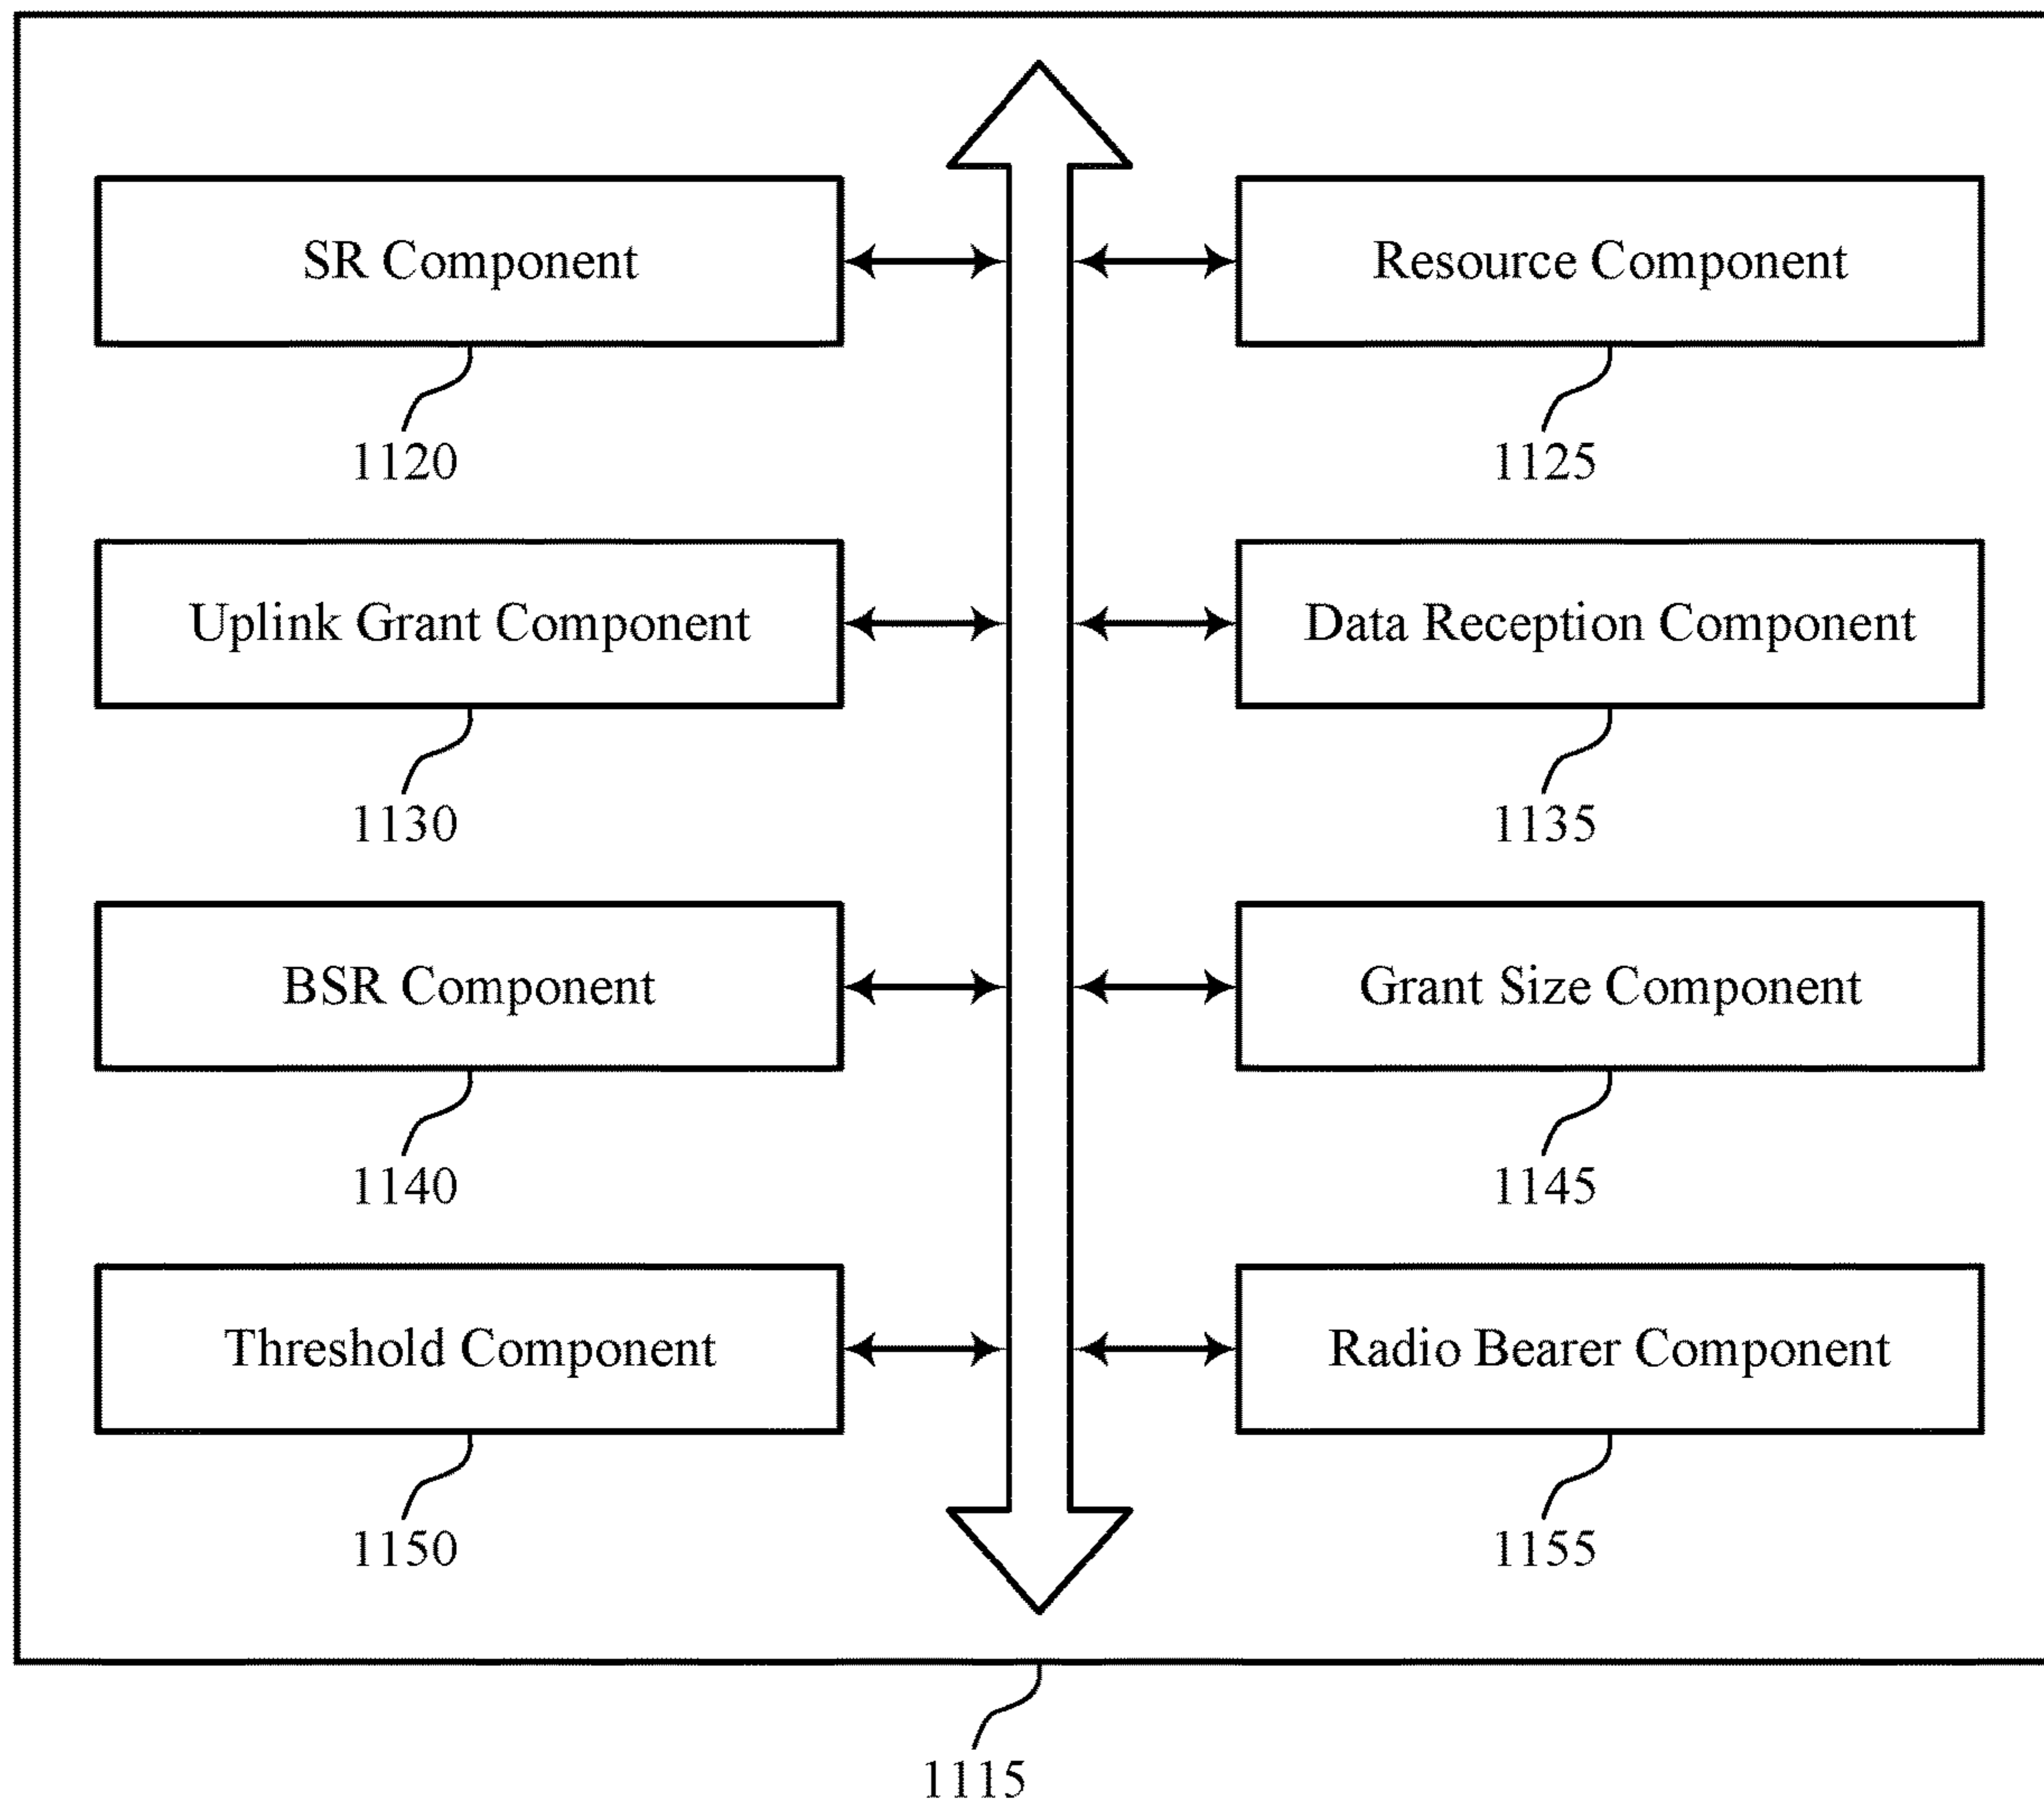 SR Component
Resource Component
1120
1125
Uplink Grant Component
Data Reception Component
1130
1135
BSR Component
Grant Size Component
1140
1145
Threshold Component
Radio Bearer Component
1150
1155
1115